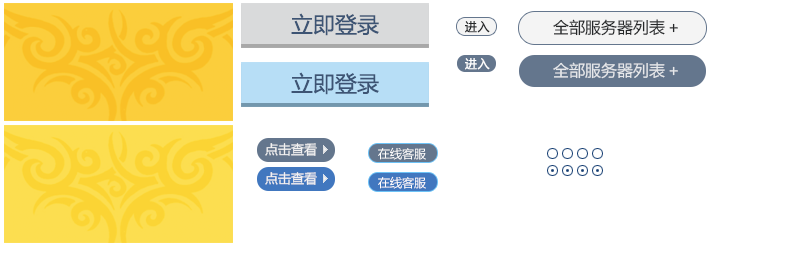 立即登录
立即登录
进入
全部服务器列表 +
进入
全部服务器列表 +
点击查看
点击查看
在线客服
在线客服